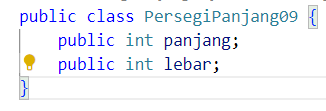 public class PersegiPanjang09 {
    public int panjang;
    public int lebar;
}